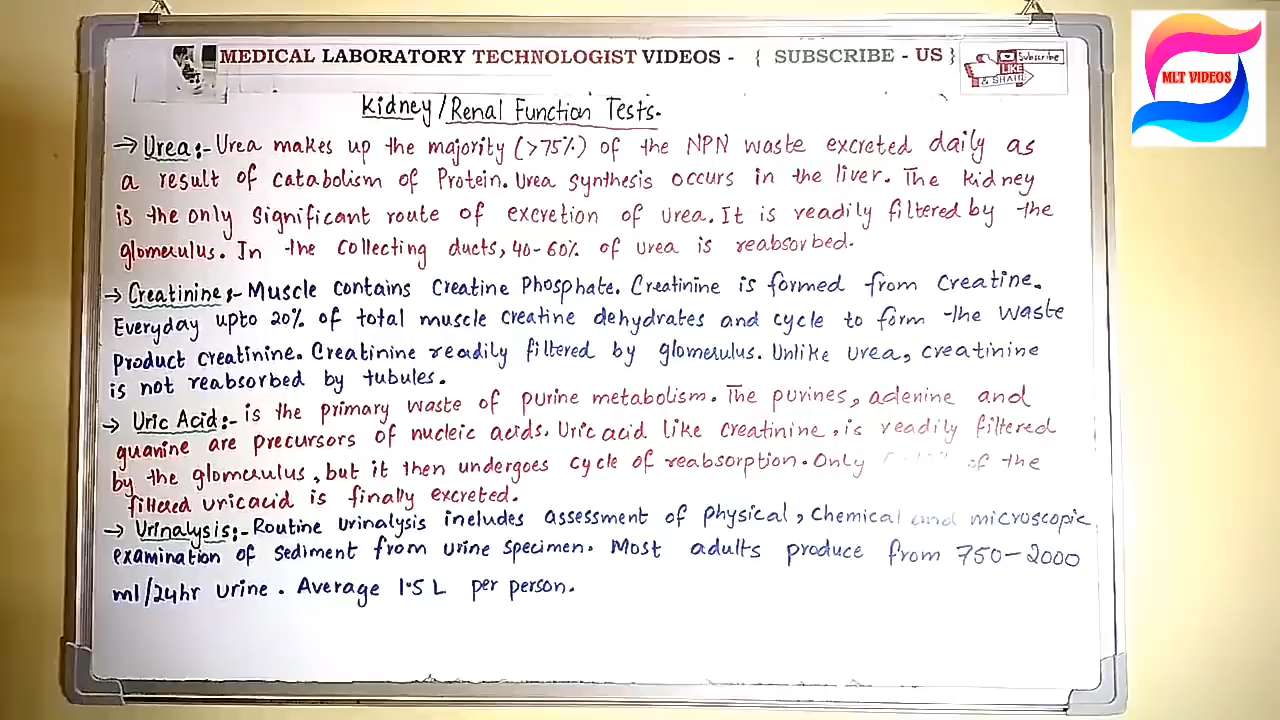 MEDICAL LABORATORY TECHNOLOGIST VIDEOS - { SUBSCRIBE - US }
Subscribe
LIKE
& SHARE
MLT VIDEOS
Kidney/Renal Function Tests.
→ Urea:- Urea makes up the majority (>75%) of the NPN waste excreted daily as
a result of catabolism of Protein. Urea synthesis occurs in the liver. The kidney
is the only significant route of excretion of urea. It is readily filtered by the
glomerulus. In the collecting ducts, 40-60% of urea is reabsorbed.
→ Creatinine:- Muscle contains Creatine Phosphate. Creatinine is formed from Creatine.
Everyday upto 20% of total muscle creatine dehydrates and cycle to form the waste
Product creatinine. Creatinine readily filtered by glomerulus. Unlike urea, creatinine
is not reabsorbed by tubules.
→ Uric Acid:- is the primary waste of purine metabolism. The purines, adenine and
guanine are precursors of nucleic acids. Uric acid like creatinine, is readily filtered
by the glomerulus, but it then undergoes cycle of reabsorption. Only of the
filtered uricacid is finally excreted.
→ Urinalysis:- Routine urinalysis includes assessment of physical, chemical and microscopic
examination of sediment from urine specimen. Most adults produce from 750-2000
ml/24hr urine. Average 1.5 L per person.